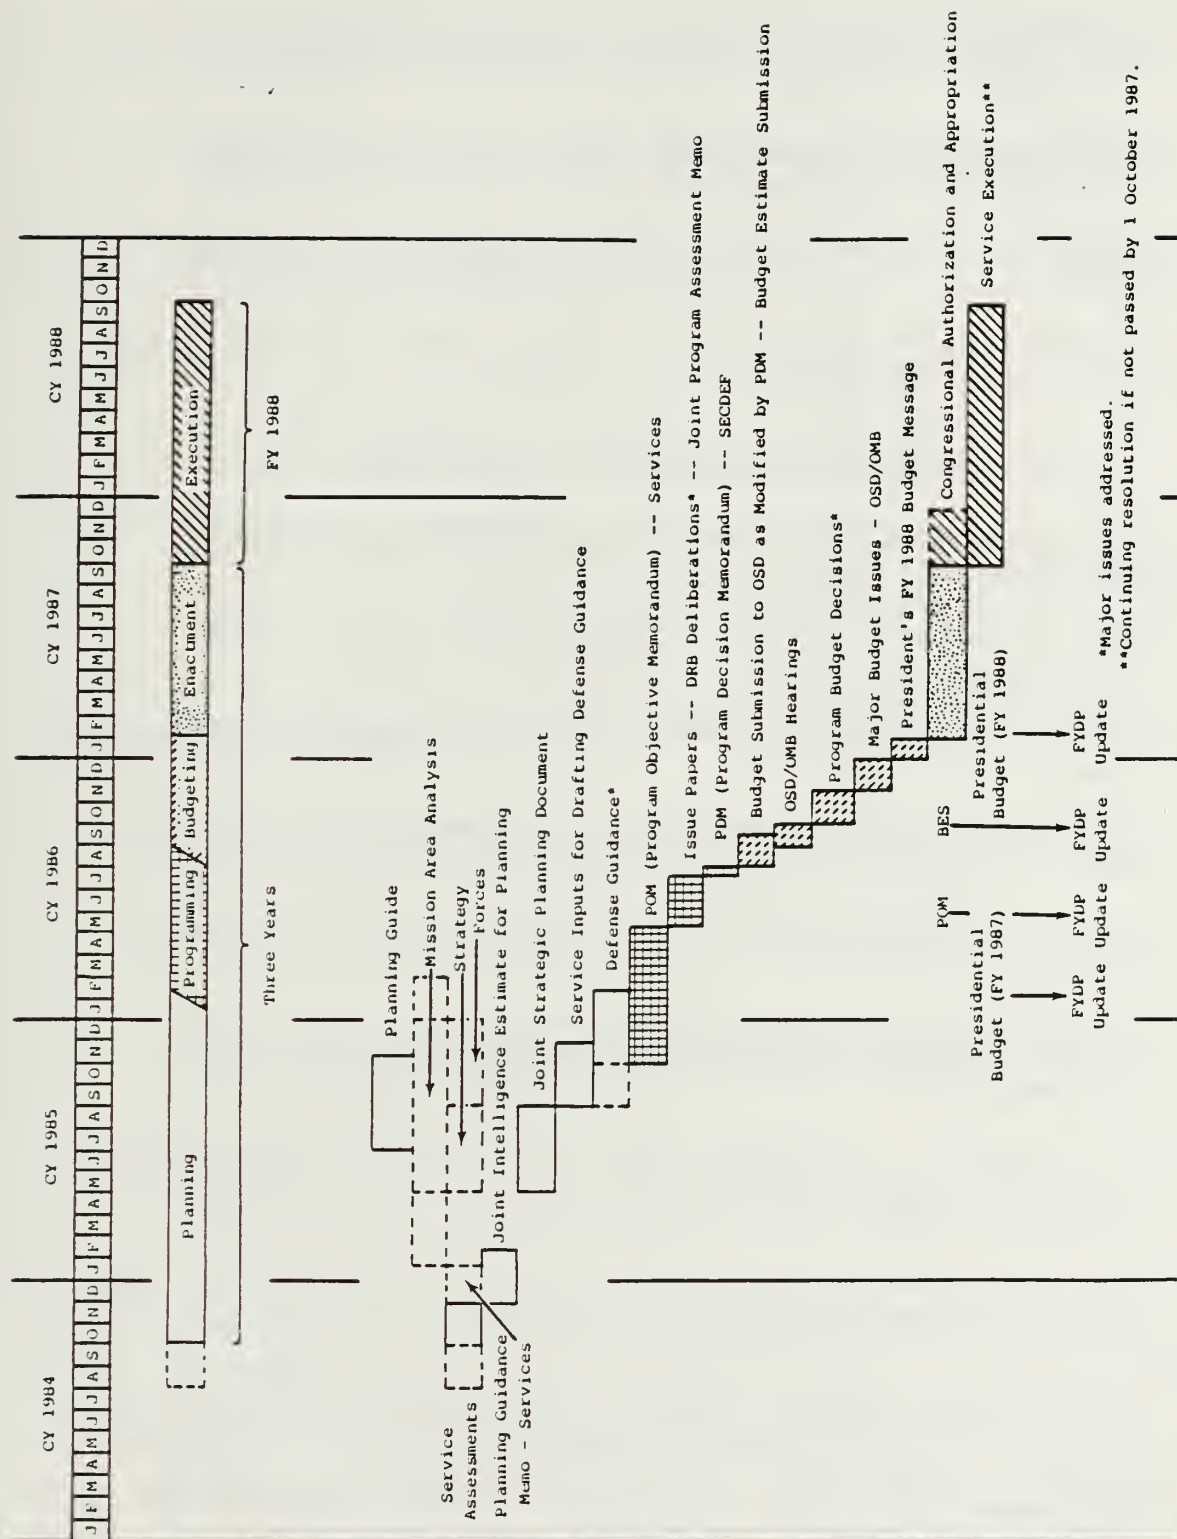 CY 1984
CY 1985
CY 1986
CY 1987
CY 1988
J F M A M J J A S O N D J F M A M J J A S O N D J F M A M J J A S O N D J F M A M J J A S O N D J F M A M J J A S O N D
Planning
Programming
Budgeting
Enactment
Execution
Three Years
FY 1988
Planning Guide
Mission Area Analysis
Strategy
Forces
Service
Assessments
Planning Guidance
Memo - Services
Joint Intelligence Estimate for Planning
Joint Strategic Planning Document
Service Inputs for Drafting Defense Guidance
Defense Guidance*
POM (Program Objective Memorandum) -- Services
Issue Papers -- DRB Deliberations* -- Joint Program Assessment Memo
PDM (Program Decision Memorandum) -- SECDEF
Budget Submission to OSD as Modified by PDM -- Budget Estimate Submission
OSD/OMB Hearings
Program Budget Decisions*
Major Budget Issues - OSD/OMB
President's FY 1988 Budget Message
Congressional Authorization and Appropriation
Service Execution**
Presidential
Budget (FY 1987)
FYDP
Update
POM
FYDP
Update
BES
FYDP
Update
Presidential
Budget (FY 1988)
FYDP
Update
*Major issues addressed.
**Continuing resolution if not passed by 1 October 1987.